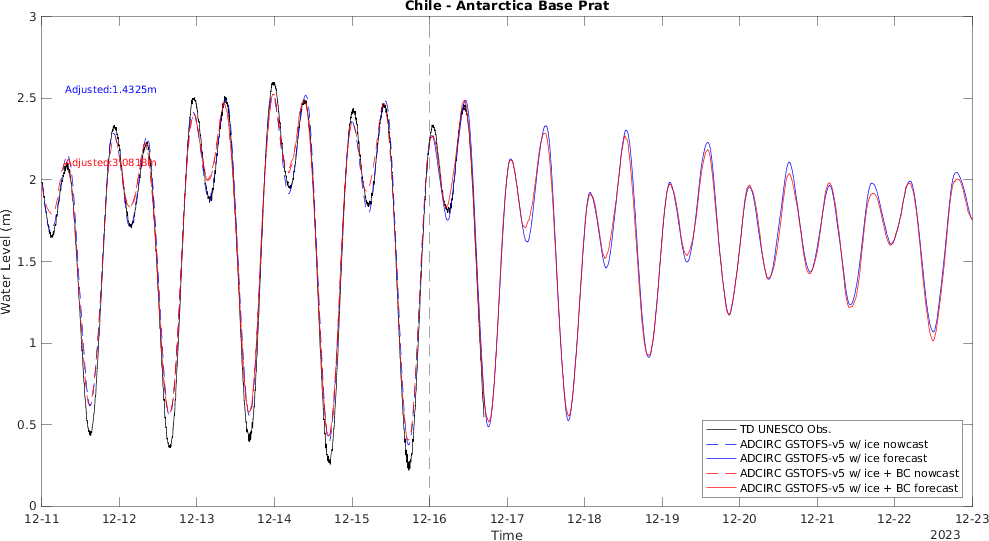 Chile - Antarctica Base Prat
Water Level (m)
3
2.5
2
1.5
1
0.5
0
Adjusted:1.4325m
Adjusted:3.0818m
TD UNESCO Obs.
ADCIRC GSTOFS-v5 w/ ice nowcast
ADCIRC GSTOFS-v5 w/ ice forecast
ADCIRC GSTOFS-v5 w/ ice + BC nowcast
ADCIRC GSTOFS-v5 w/ ice + BC forecast
12-11 12-12 12-13 12-14 12-15 12-16 12-17 12-18 12-19 12-20 12-21 12-22 12-23
Time
2023